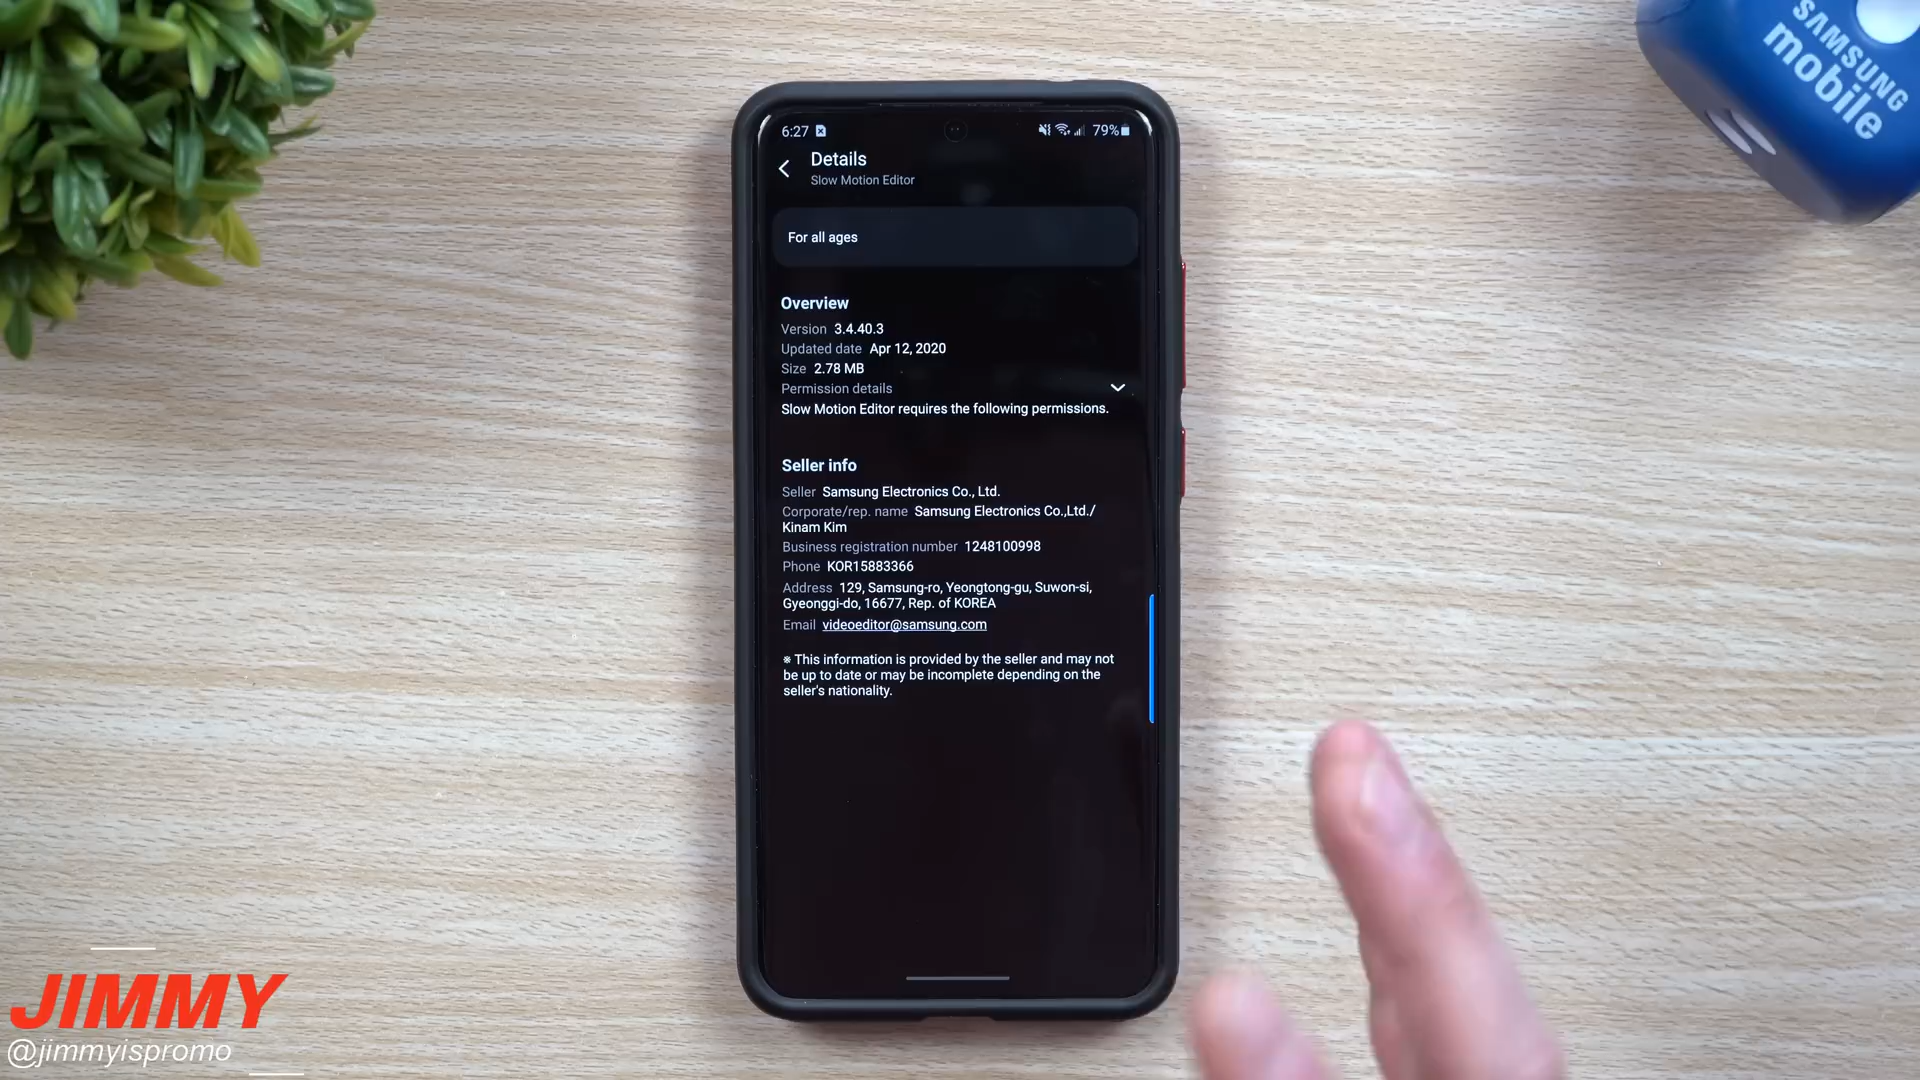 SAMSUNG
mobile
6:27
79%
Details
Slow Motion Editor
For all ages
Overview
Version 3.4.40.3
Updated date Apr 12, 2020
Size 2.78 MB
Permission details
Slow Motion Editor requires the following permissions.
Seller info
Seller Samsung Electronics Co., Ltd.
Corporate/rep. name Samsung Electronics Co.,Ltd./
Kinam Kim
Business registration number 1248100998
Phone KOR15883366
Address 129, Samsung-ro, Yeongtong-gu, Suwon-si,
Gyeonggi-do, 16677, Rep. of KOREA
Email videoeditor@samsung.com
※ This information is provided by the seller and may not
be up to date or may be incomplete depending on the
seller's nationality.
JIMMY
@jimmyispromo